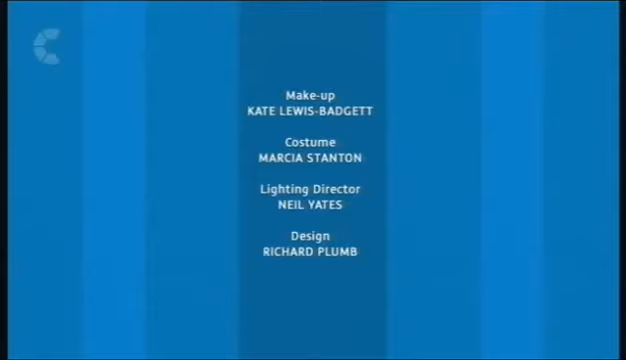 Make-up
KATE LEWIS-BADGETT
Costume
MARCIA STANTON
Lighting Director
NEIL YATES
Design
RICHARD PLUMB